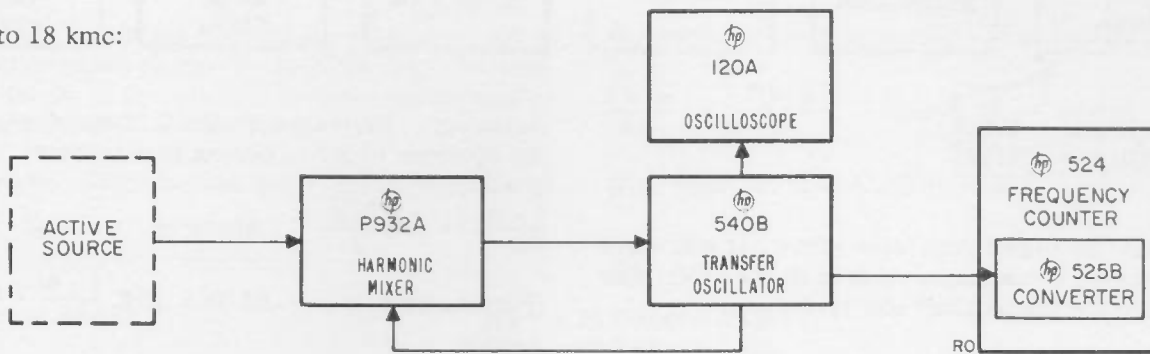 to 18 kmc:
hp
120A
OSCILLOSCOPE
ACTIVE
SOURCE
hp
P932A
HARMONIC
MIXER
hp
540B
TRANSFER
OSCILLATOR
hp 524
FREQUENCY
COUNTER
hp 525B
CONVERTER
RO